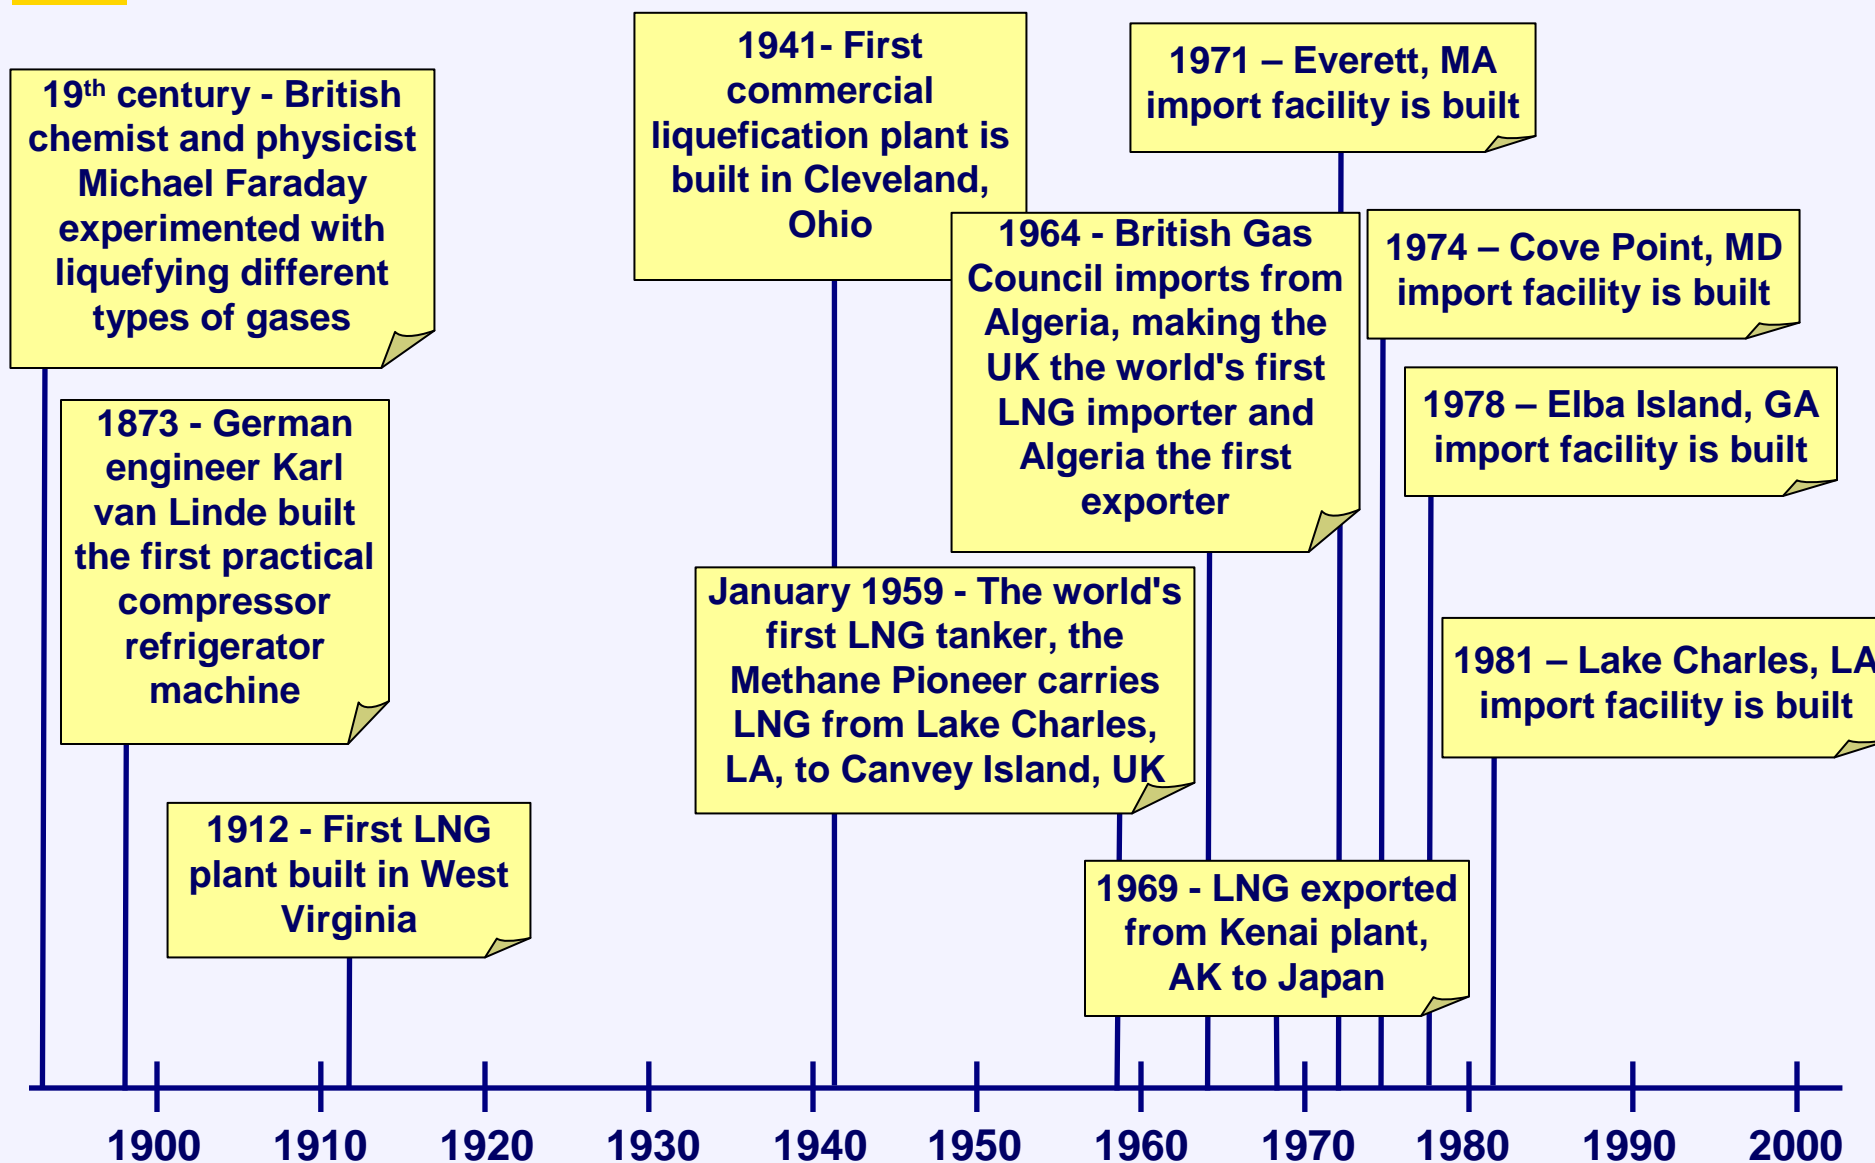 19th century - British
chemist and physicist
Michael Faraday
experimented with
liquefying different
types of gases
1873 - German
engineer Karl
van Linde built
the first practical
compressor
refrigerator
machine
1912 - First LNG
plant built in West
Virginia
1941- First
commercial
liquefication plant is
built in Cleveland,
Ohio
January 1959 - The world's
first LNG tanker, the
Methane Pioneer carries
LNG from Lake Charles,
LA, to Canvey Island, UK
1964 - British Gas
Council imports from
Algeria, making the
UK the world's first
LNG importer and
Algeria the first
exporter
1969 - LNG exported
from Kenai plant,
AK to Japan
1971 – Everett, MA
import facility is built
1974 – Cove Point, MD
import facility is built
1978 – Elba Island, GA
import facility is built
1981 – Lake Charles, LA
import facility is built
1900 1910 1920 1930 1940 1950 1960 1970 1980 1990 2000